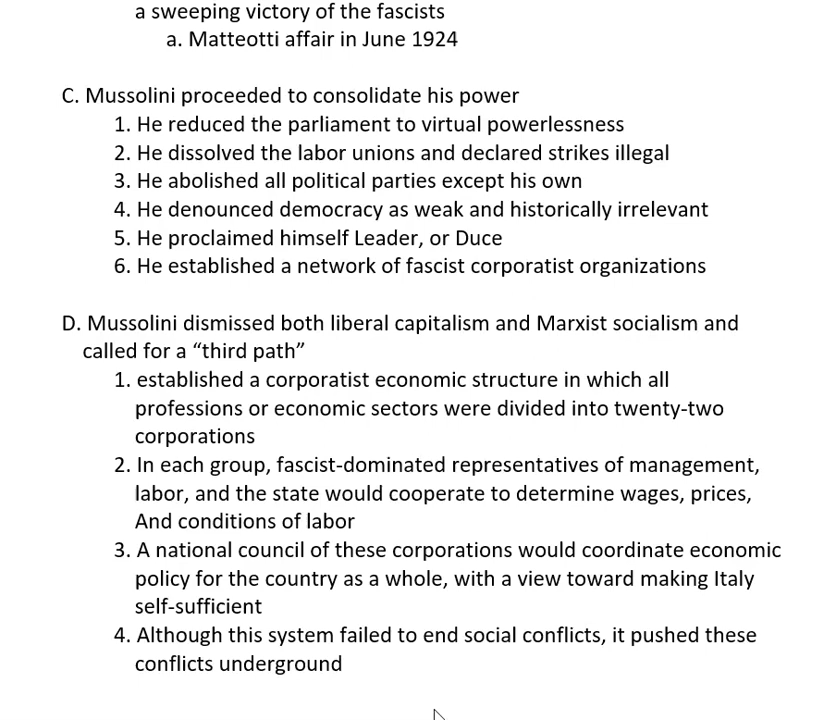 a sweeping victory of the fascists
a. Matteotti affair in June 1924
C. Mussolini proceeded to consolidate his power
1. He reduced the parliament to virtual powerlessness
2. He dissolved the labor unions and declared strikes illegal
3. He abolished all political parties except his own
4. He denounced democracy as weak and historically irrelevant
5. He proclaimed himself Leader, or Duce
6. He established a network of fascist corporatist organizations
D. Mussolini dismissed both liberal capitalism and Marxist socialism and
called for a “third path”
1. established a corporatist economic structure in which all
professions or economic sectors were divided into twenty-two
corporations
2. In each group, fascist-dominated representatives of management,
labor, and the state would cooperate to determine wages, prices,
And conditions of labor
3. A national council of these corporations would coordinate economic
policy for the country as a whole, with a view toward making Italy
self-sufficient
4. Although this system failed to end social conflicts, it pushed these
conflicts underground